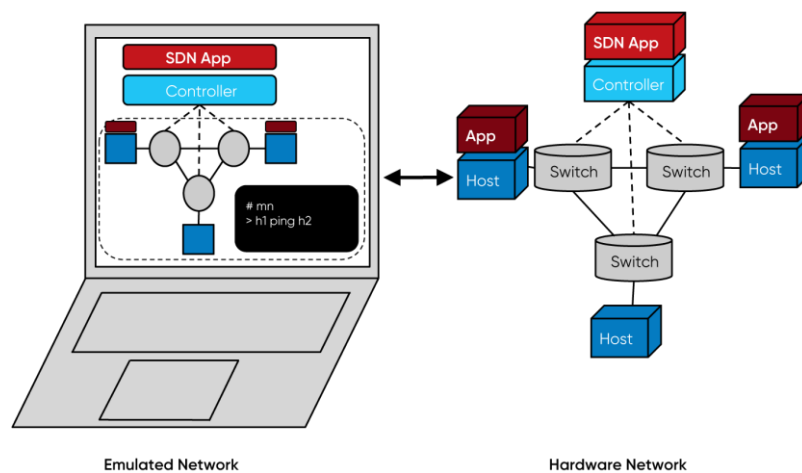 SDN App
Controller
# mn
> h1 ping h2
SDN App
Controller
App
Host
Switch
Switch
App
Host
Switch
Host
Emulated Network
Hardware Network